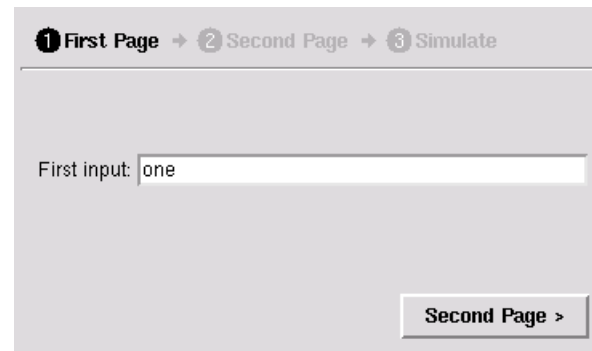 1 First Page → 2 Second Page → 3 Simulate
First input: one
Second Page >